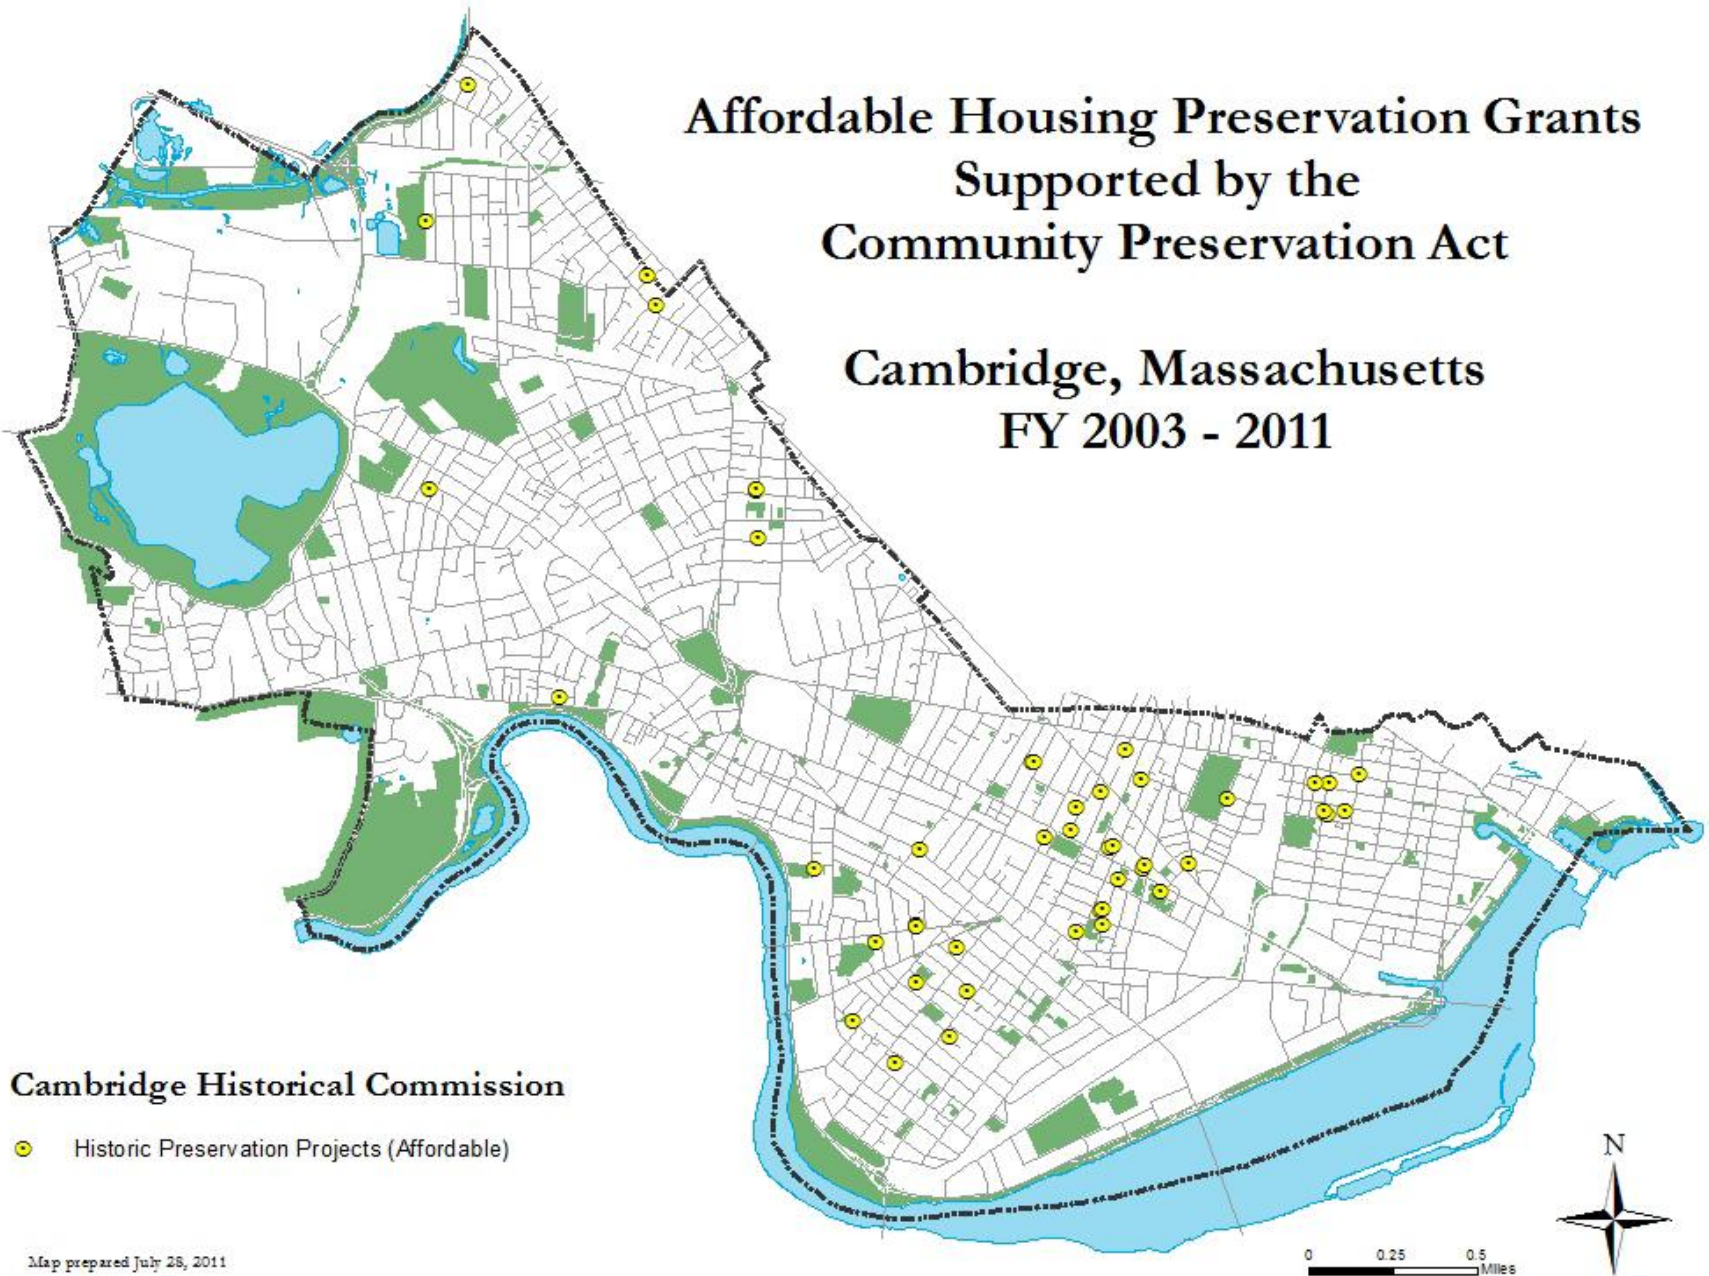 Affordable Housing Preservation Grants
Supported by the
Community Preservation Act
Cambridge, Massachusetts
FY 2003 - 2011
Cambridge Historical Commission
Historic Preservation Projects (Affordable)
Map prepared July 28, 2011
N
0 0.25 0.5
Miles